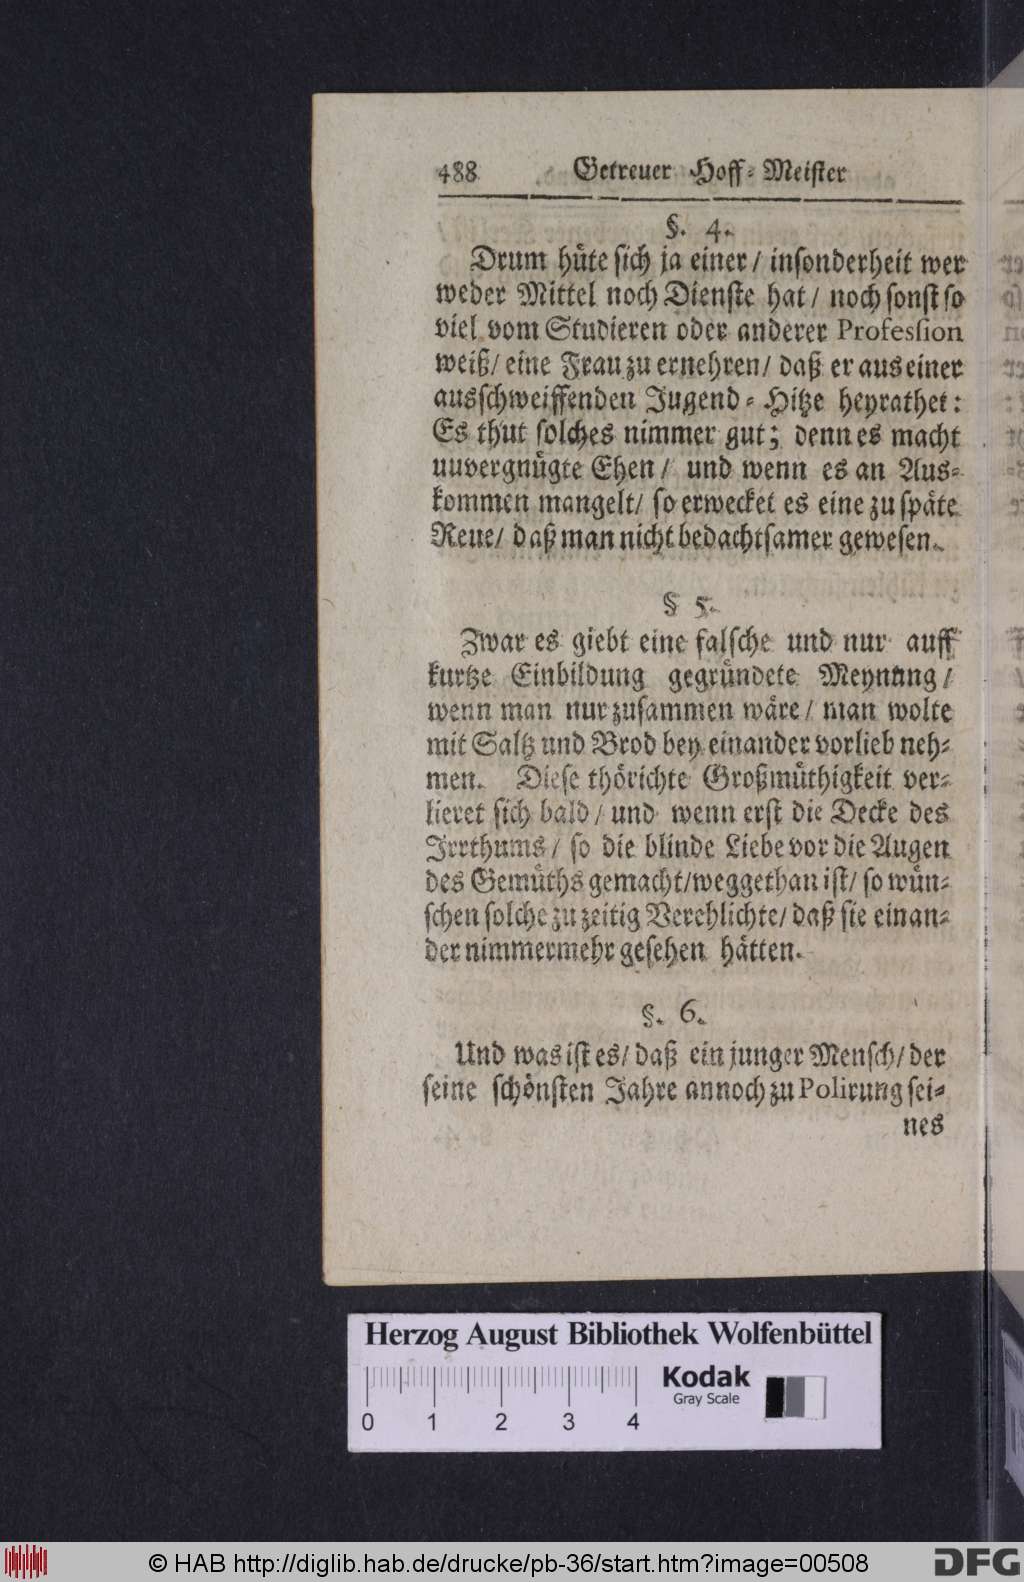 488 Getreuer Hoff-Meister
§. 4.
Drum hüte sich ja einer/ insonderheit wer
weder Mittel noch Dienste hat/ noch sonst so
viel vom Studieren oder anderer Profession
weiß/ eine Frau zu ernehren/ daß er aus einer
ausschweiffenden Jugend-Hitze heyrathet:
Es thut solches nimmer gut; denn es macht
uuvergnügte Ehen/ und wenn es an Aus-
kommen mangelt/ so erwecket es eine zu späte
Reue/ daß man nicht bedachtsamer gewesen.
§ 5.
Zwar es giebt eine falsche und nur auff
kurtze Einbildung gegründete Meynung/
wenn man nur zusammen wäre/ man wolte
mit Saltz und Brod bey einander vorlieb neh-
men. Diese thörichte Großmüthigkeit ver-
lieret sich bald/ und wenn erst die Decke des
Irrthums/ so die blinde Liebe vor die Augen
des Gemüths gemacht/weggethan ist/ so wün-
schen solche zu zeitig Verehlichte/ daß sie einan-
der nimmermehr gesehen hätten.
§. 6.
Und was ist es/ daß ein junger Mensch/ der
seine schönsten Jahre annoch zu Polirung sei-
nes
Herzog August Bibliothek Wolfenbüttel
Kodak
Gray Scale
0 1 2 3 4
© HAB http://diglib.hab.de/drucke/pb-36/start.htm?image=00508
DFG